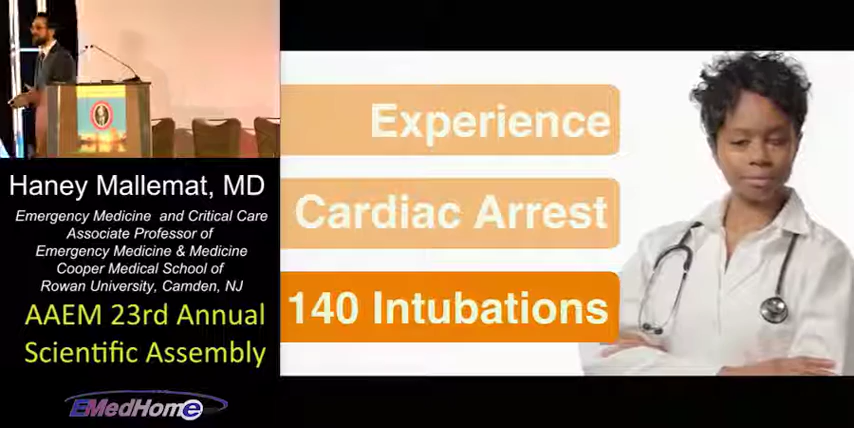 Haney Mallemat, MD
Emergency Medicine and Critical Care
Associate Professor of
Emergency Medicine & Medicine
Cooper Medical School of
Rowan University, Camden, NJ
AAEM 23rd Annual
Scientific Assembly
EMedHome
Experience
Cardiac Arrest
140 Intubations